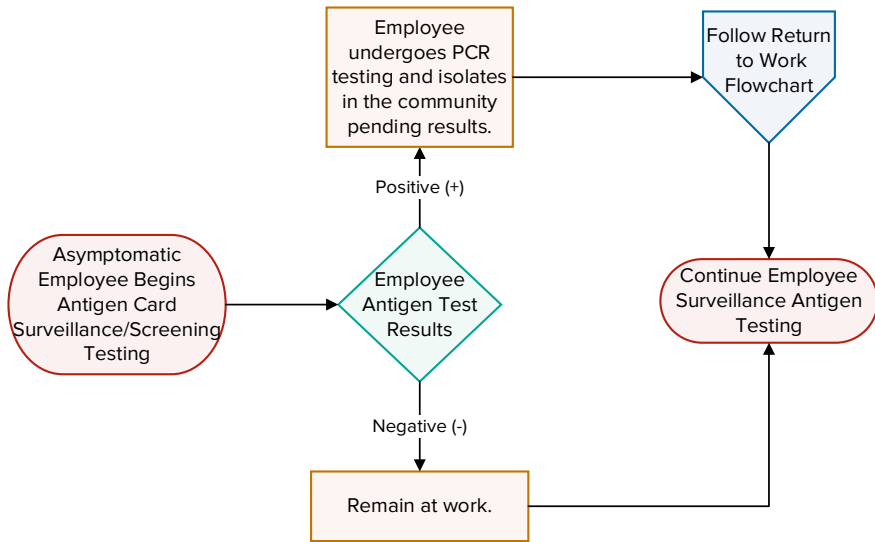 Employee
undergoes PCR
testing and isolates
in the community
pending results.
Follow Return
to Work
Flowchart
Positive (+)
Asymptomatic
Employee Begins
Antigen Card
Surveillance/Screening
Testing
Employee
Antigen Test
Results
Continue Employee
Surveillance Antigen
Testing
Negative (-)
Remain at work.